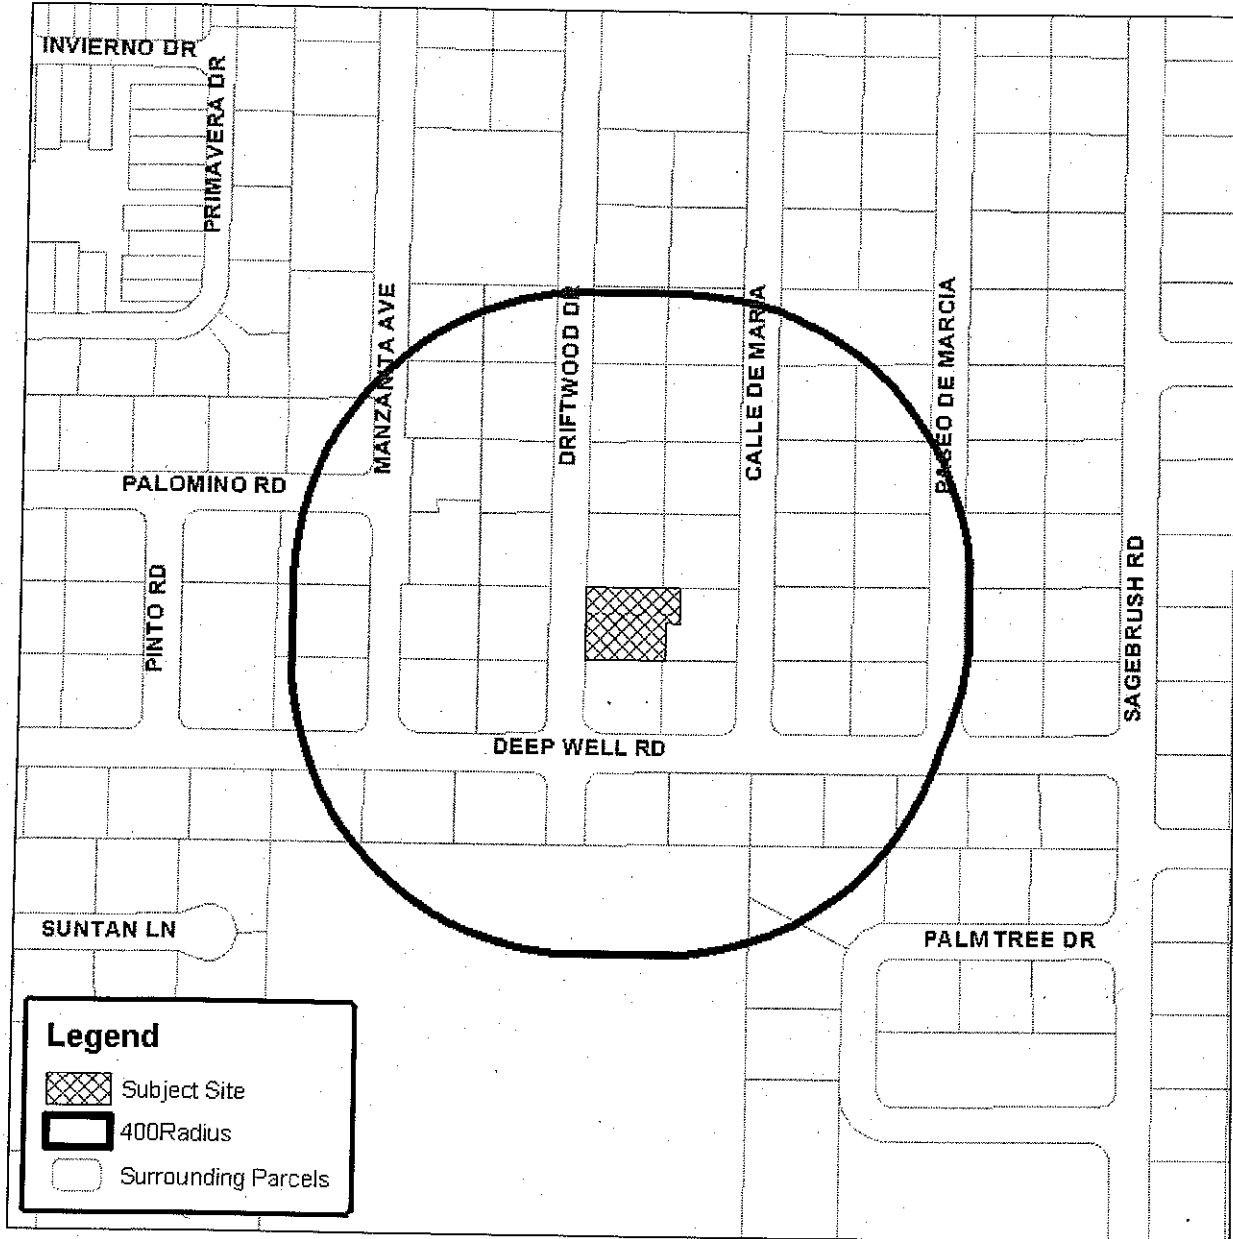 INVIERNO DR
PRIMAVERA DR
MANZANITA AVE
DRIFTWOOD DR
CALLE DE MARIA
PASEO DE MARCIA
PALOMINO RD
PINTO RD
SAGEBRUSH RD
DEEP WELL RD
SUNTAN LN
PALM TREE DR
Legend
Subject Site
400Radius
Surrounding Parcels